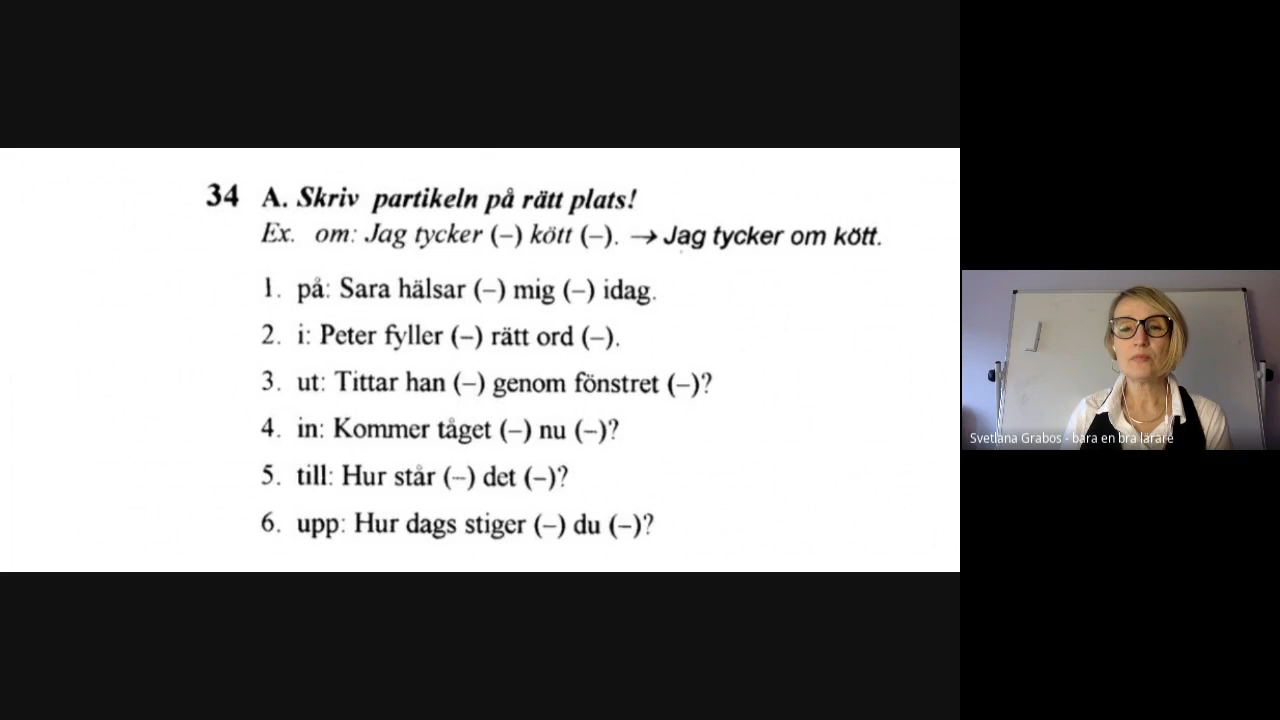 34 A. Skriv partikeln på rätt plats!
Ex. om: Jag tycker (–) kött (–). → Jag tycker om kött.
1. på: Sara hälsar (–) mig (–) idag.
2. i: Peter fyller (–) rätt ord (–).
3. ut: Tittar han (–) genom fönstret (–)?
4. in: Kommer tåget (–) nu (–)?
5. till: Hur står (–) det (–)?
6. upp: Hur dags stiger (–) du (–)?
Svetlana Grabos - bara en bra lärare